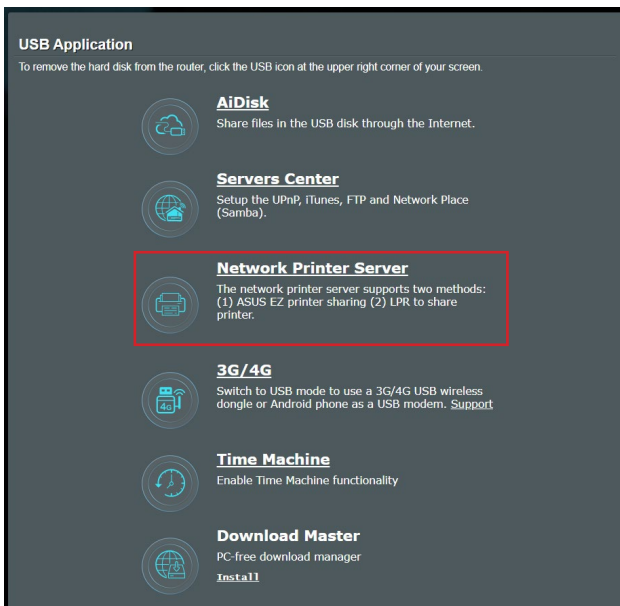 USB Application
To remove the hard disk from the router, click the USB icon at the upper right corner of your screen.
AiDisk
Share files in the USB disk through the Internet.
Servers Center
Setup the UPnP, iTunes, FTP and Network Place
(Samba).
Network Printer Server
The network printer server supports two methods:
(1) ASUS EZ printer sharing (2) LPR to share
printer.
3G/4G
4G
Switch to USB mode to use a 3G/4G USB wireless
dongle or Android phone as a USB modem. Support
Time Machine
Enable Time Machine functionality
Download Master
PC-free download manager
Install